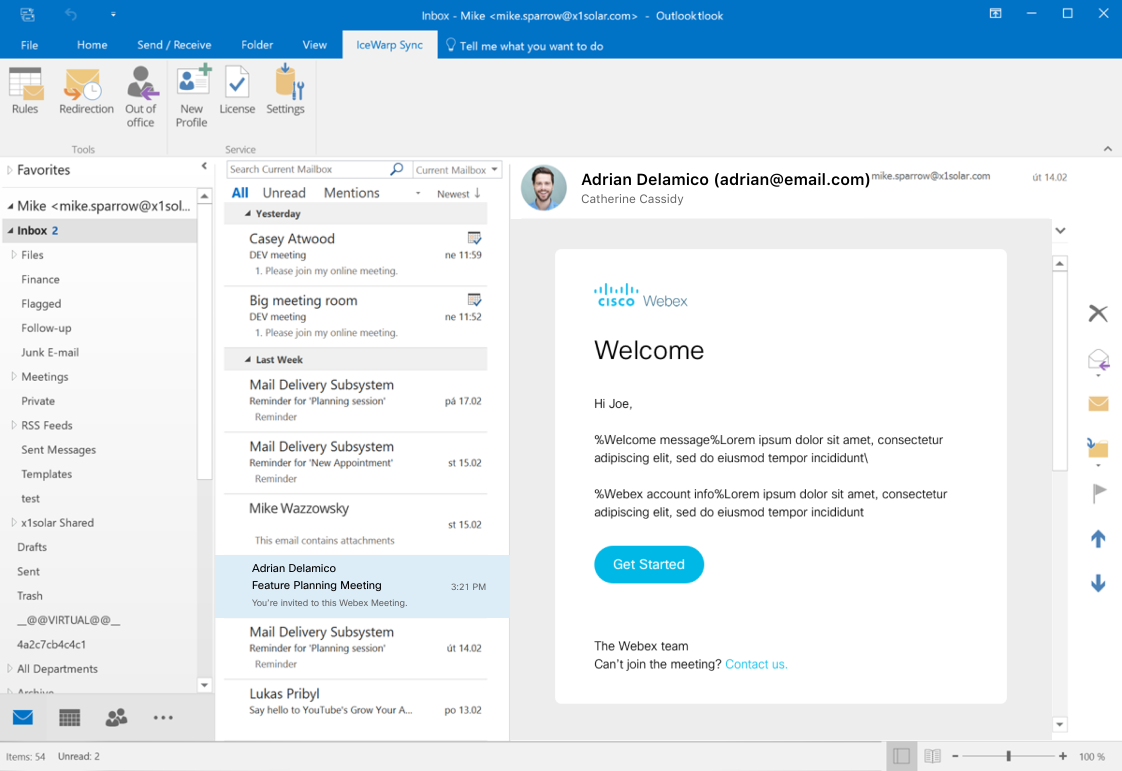 Inbox - Mike <mike.sparrow@x1solar.com> - Outlooktlook
File Home Send / Receive Folder View IceWarp Sync Tell me what you want to do
Rules
Redirection
Out of
office
New
Profile
License
Settings
Tools
Service
Favorites
Mike <mike.sparrow@x1sol...
Inbox 2
Files
Finance
Flagged
Follow-up
Junk E-mail
Meetings
Private
RSS Feeds
Sent Messages
Templates
test
x1solar Shared
Drafts
Sent
Trash
__@@VIRTUAL@@__
4a2c7cb4c4c1
All Departments
Archive
Search Current Mailbox
Current Mailbox
All Unread Mentions Newest
Yesterday
Casey Atwood
DEV meeting ne 11:59
1. Please join my online meeting.
Big meeting room
DEV meeting ne 11:52
1. Please join my online meeting.
Last Week
Mail Delivery Subsystem
Reminder for 'Planning session' pá 17.02
Reminder
Mail Delivery Subsystem
Reminder for 'New Appointment' st 15.02
Reminder
Mike Wazzowsky
st 15.02
This email contains attachments
Adrian Delamico
Feature Planning Meeting 3:21 PM
You're invited to this Webex Meeting.
Mail Delivery Subsystem
Reminder for 'Planning session' út 14.02
Reminder
Lukas Pribyl
Say hello to YouTube's Grow Your A... po 13.02
Adrian Delamico (adrian@email.com) mike.sparrow@x1solar.com út 14.02
Catherine Cassidy
CISCO Webex
Welcome
Hi Joe,
%Welcome message%Lorem ipsum dolor sit amet, consectetur
adipiscing elit, sed do eiusmod tempor incididunt\
%Webex account info%Lorem ipsum dolor sit amet, consectetur
adipiscing elit, sed do eiusmod tempor incididunt
Get Started
The Webex team
Can't join the meeting? Contact us.
Items: 54 Unread: 2
100 %